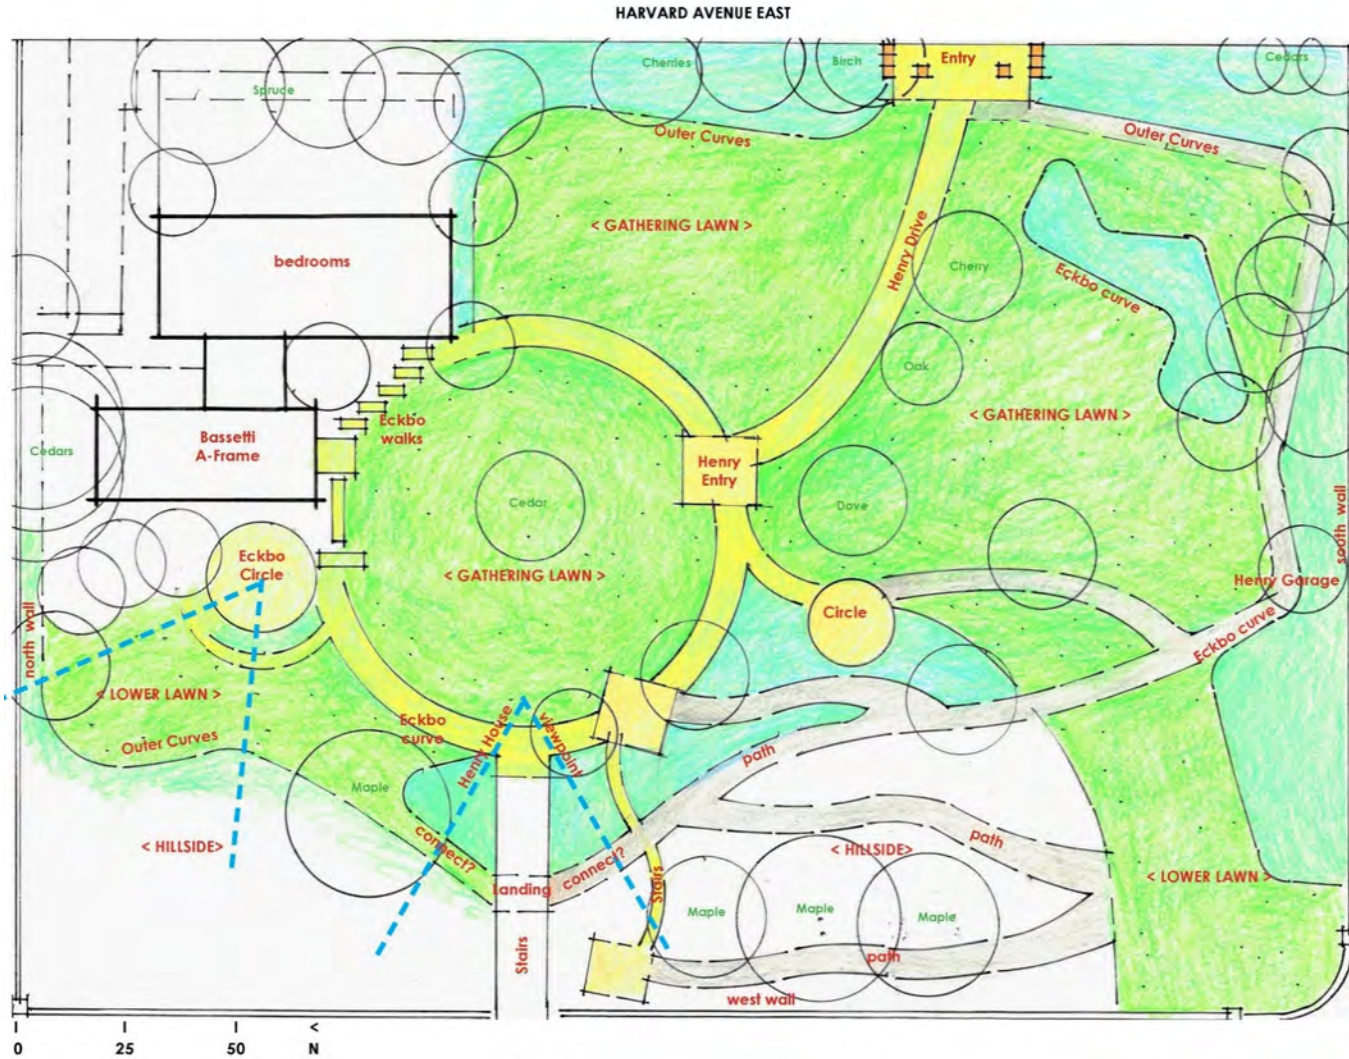 HARVARD AVENUE EAST
Spruce
Cherries
Birch
Entry
Cedars
Outer Curves
Outer Curves
< GATHERING LAWN >
Henry Drive
bedrooms
Cherry
Eckbo curve
Oak
Eckbo
walks
< GATHERING LAWN >
Cedars
Bassetti
A-Frame
Henry
Entry
Cedar
Dove
south wall
Eckbo
Circle
< GATHERING LAWN >
Henry Garage
Circle
Eckbo curve
north wall
< LOWER LAWN >
Eckbo
curve
Henry House
viewpoint
Outer Curves
path
Maple
< HILLSIDE>
connect?
connect?
path
< HILLSIDE>
< LOWER LAWN >
Landing
Stairs
Maple
Maple
Maple
Stairs
path
west wall
0 25 50 <
N